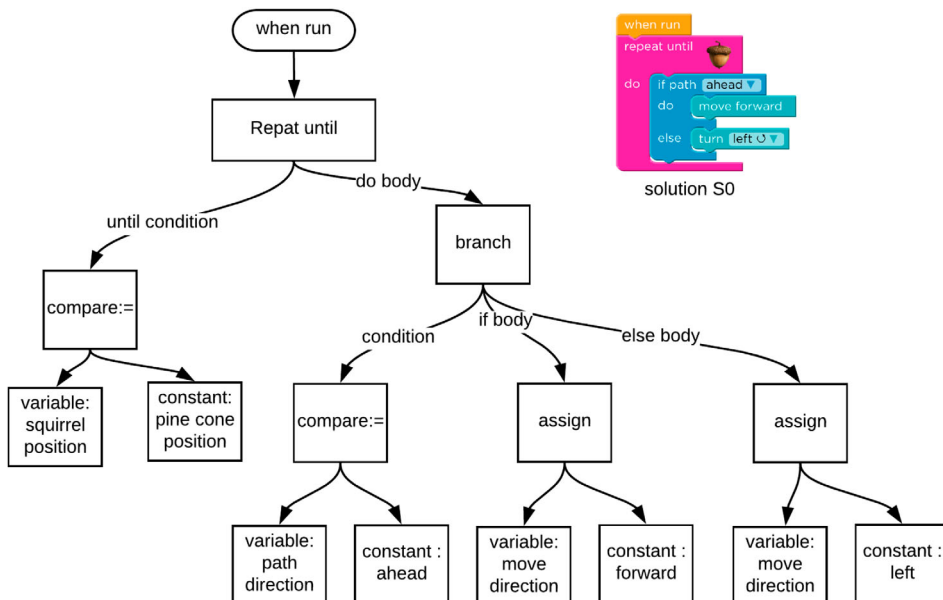 when run
when run
repeat until
do
if path ahead
do
move forward
else
turn left
solution S0
Repat until
do body
until condition
branch
compare:=
condition
if body
else body
variable:
squirrel
position
constant:
pine cone
position
compare:=
assign
assign
variable:
path
direction
constant :
ahead
variable:
move
direction
constant :
forward
variable:
move
direction
constant :
left